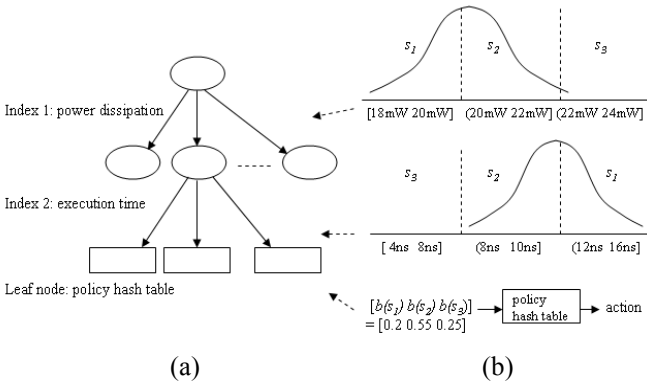 Index 1: power dissipation
Index 2: execution time
Leaf node: policy hash table
(a)
s1 s2 s3
[18mW 20mW] (20mW 22mW] (22mW 24mW]
s3 s2 s1
[ 4ns 8ns] (8ns 10ns] (12ns 16ns]
[b(s1) b(s2) b(s3)]
= [0.2 0.55 0.25]
policy
hash table
action
(b)